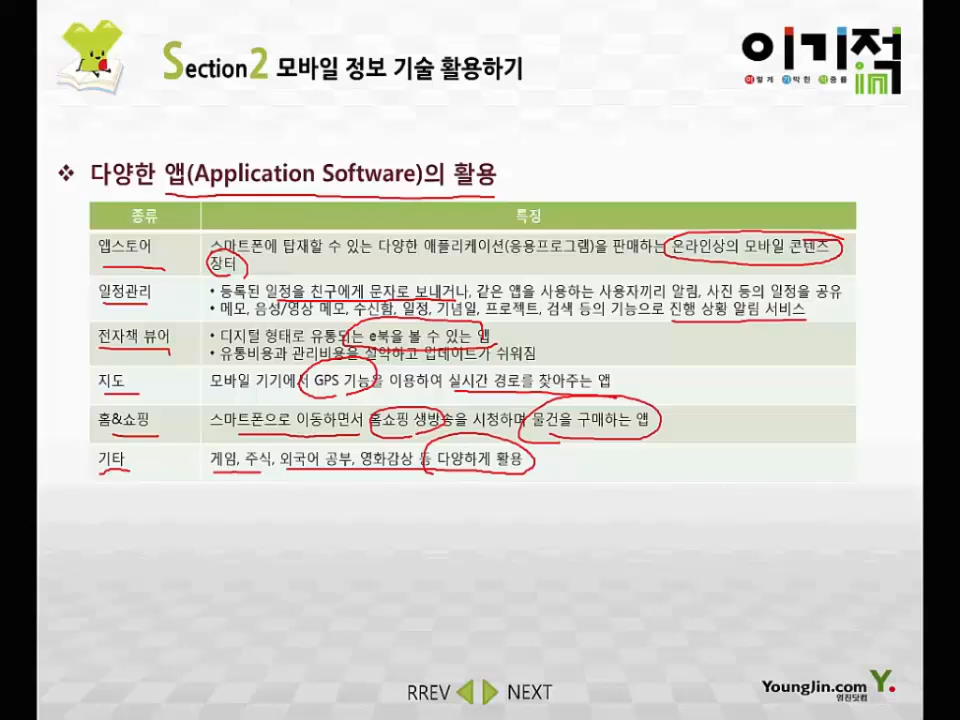 Section2 모바일 정보 기술 활용하기
이기적in
이렇게 기막힌 적중률
❖ 다양한 앱(Application Software)의 활용
종류 특징
앱스토어 스마트폰에 탑재할 수 있는 다양한 애플리케이션(응용프로그램)을 판매하는 온라인상의 모바일 콘텐츠
장터
일정관리 • 등록된 일정을 친구에게 문자로 보내거나, 같은 앱을 사용하는 사용자끼리 알림, 사진 등의 일정을 공유
• 메모, 음성/영상 메모, 수신함, 일정, 기념일, 프로젝트, 검색 등의 기능으로 진행 상황 알림 서비스
전자책 뷰어 • 디지털 형태로 유통되는 e북을 볼 수 있는 앱
• 유통비용과 관리비용을 절약하고 업데이트가 쉬워짐
지도 모바일 기기에서 GPS 기능을 이용하여 실시간 경로를 찾아주는 앱
홈&쇼핑 스마트폰으로 이동하면서 홈쇼핑 생방송을 시청하며 물건을 구매하는 앱
기타 게임, 주식, 외국어 공부, 영화감상 등 다양하게 활용
RREV NEXT
YoungJin.com Y.
영진닷컴